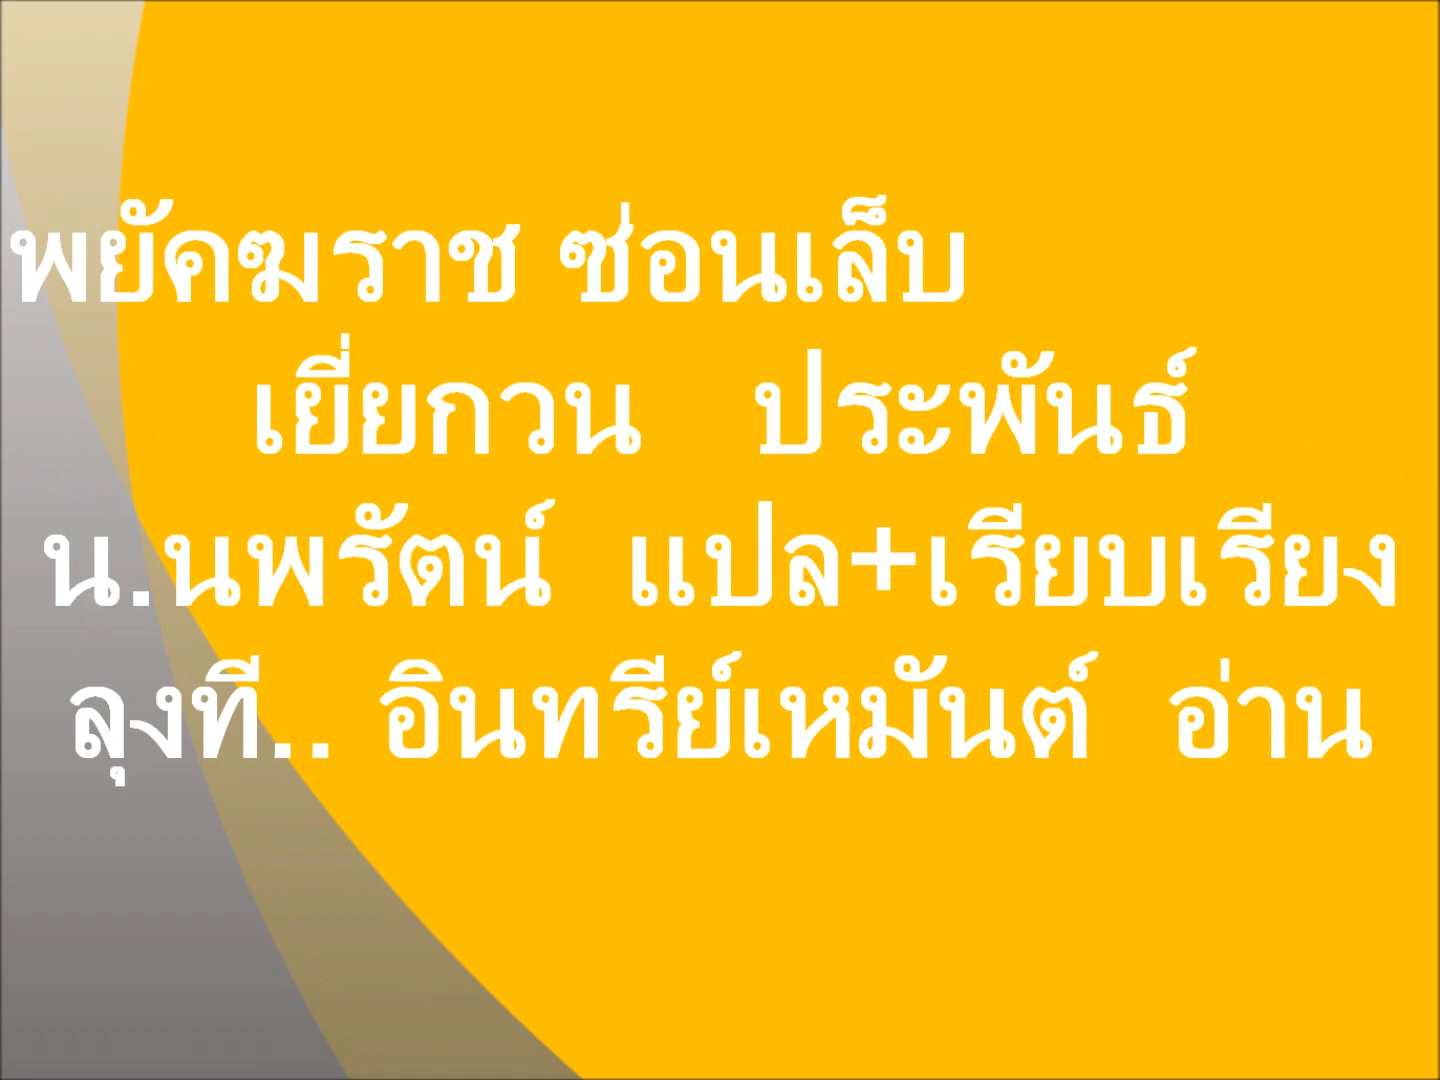 พยัคฆราช ซ่อนเล็บ
เยี่ยกวน ประพันธ์
น.นพรัตน์ แปล+เรียบเรียง
ลุงที.. อินทรีย์เหมันต์ อ่าน